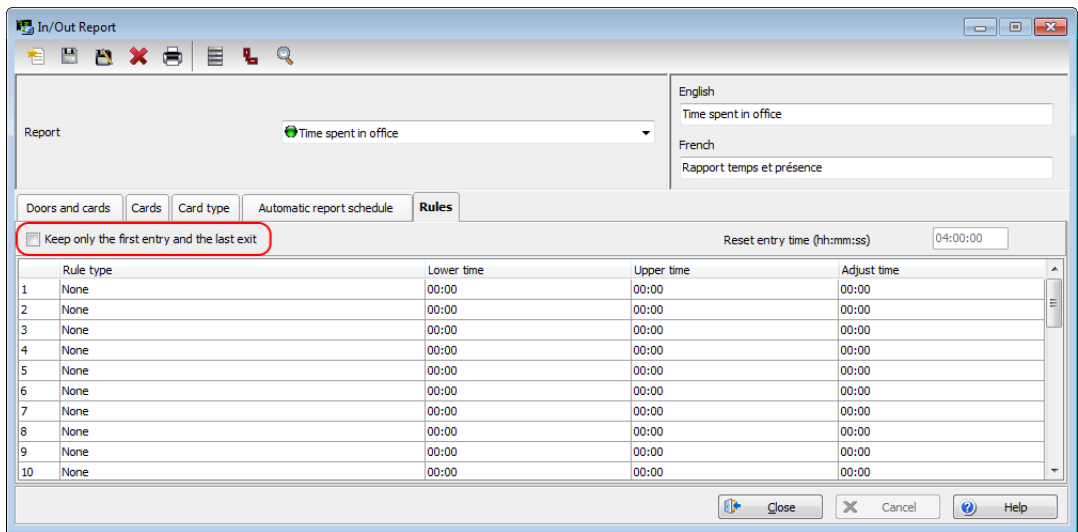 In/Out Report
English
Time spent in office
Report
Time spent in office
French
Rapport temps et présence
Doors and cards Cards Card type Automatic report schedule Rules
Keep only the first entry and the last exit Reset entry time (hh:mm:ss) 04:00:00
Rule type Lower time Upper time Adjust time
1 None 00:00 00:00 00:00
2 None 00:00 00:00 00:00
3 None 00:00 00:00 00:00
4 None 00:00 00:00 00:00
5 None 00:00 00:00 00:00
6 None 00:00 00:00 00:00
7 None 00:00 00:00 00:00
8 None 00:00 00:00 00:00
9 None 00:00 00:00 00:00
10 None 00:00 00:00 00:00
Close Cancel Help